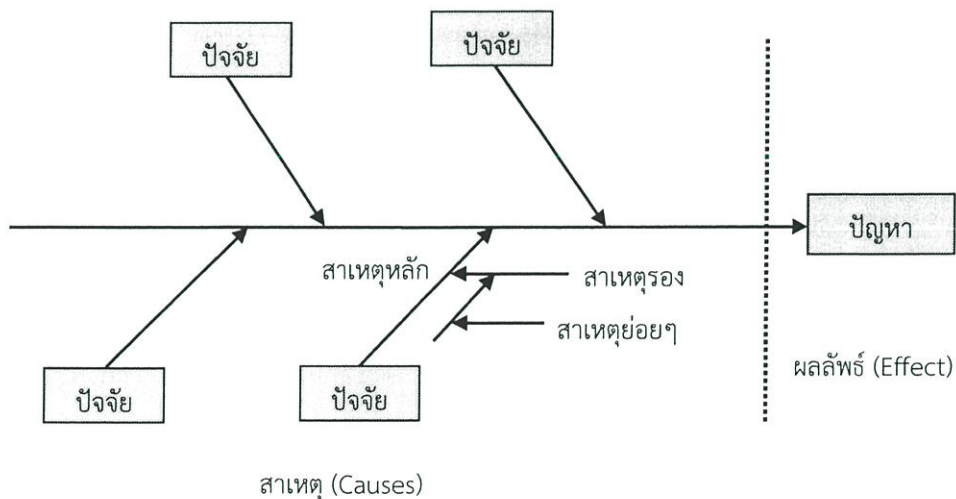 ปัจจัย
ปัจจัย
ปัญหา
สาเหตุหลัก
สาเหตุรอง
สาเหตุย่อยๆ
ผลลัพธ์ (Effect)
ปัจจัย
ปัจจัย
สาเหตุ (Causes)